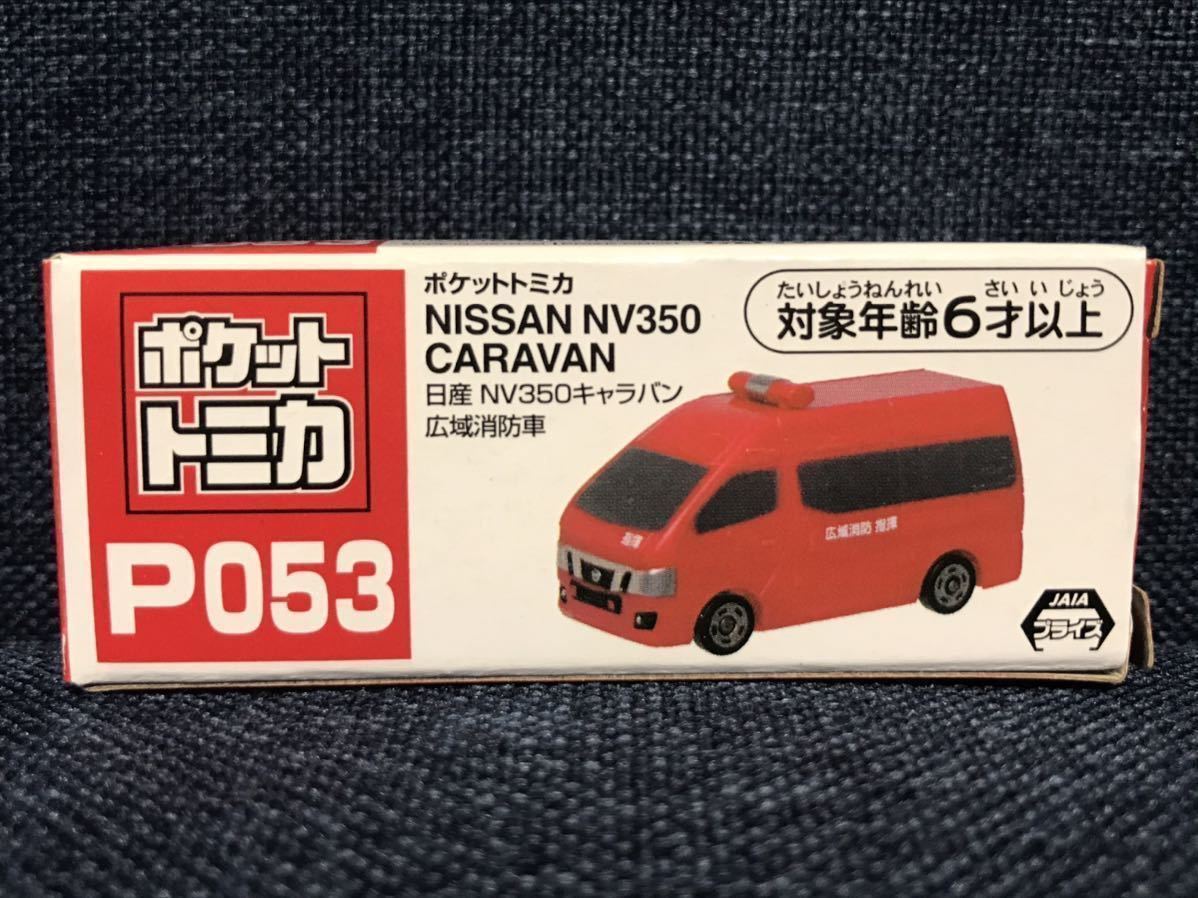 ポケット
トミカ
P053
ポケットトミカ
NISSAN NV350
CARAVAN
日産 NV350キャラバン
広域消防車
たいしょうねんれい さい いじょう
対象年齢6才以上
指揮
広域消防 指揮
JAIA
プライズ